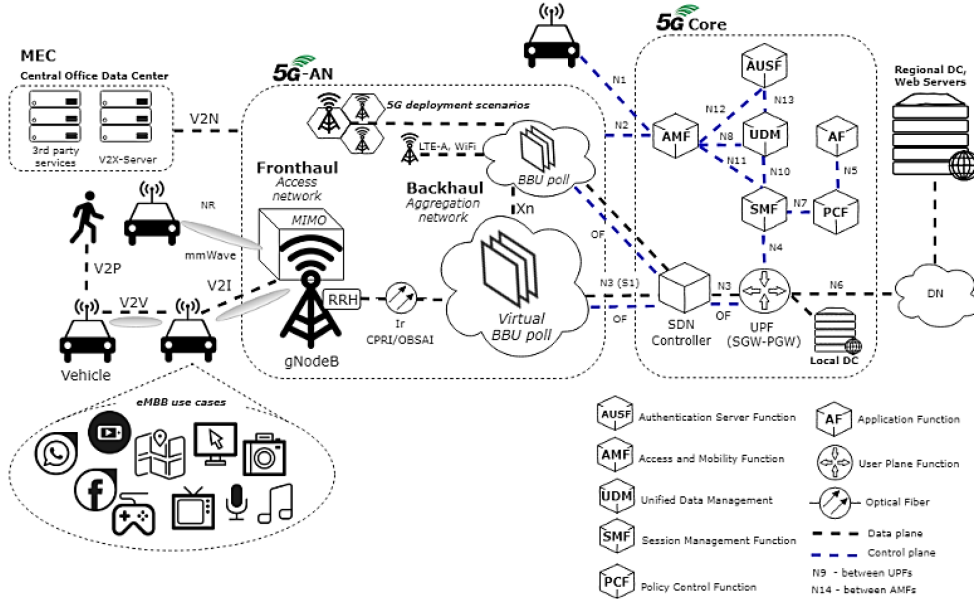 MEC
Central Office Data Center
3rd party
services
V2X-Server
V2N
5G-AN
5G deployment scenarios
LTE-A, WiFi
BBU poll
Fronthaul
Access
network
MIMO
Backhaul
Aggregation
network
Xn
OF
NR
mmWave
V2P
V2V
V2I
Vehicle
RRH
gNodeB
Ir
CPRI/OBSAI
Virtual
BBU poll
N3 (S1)
OF
N1
N2
5G Core
AUSF
N12
N13
AMF
N8
UDM
N11
N10
AF
N5
SMF
N7
PCF
N4
SDN
Controller
N3
OF
UPF
(SGW-PGW)
N6
Local DC
DN
Regional DC,
Web Servers
eMBB use cases
AUSF Authentication Server Function
AMF Access and Mobility Function
UDM Unified Data Management
SMF Session Management Function
PCF Policy Control Function
AF Application Function
User Plane Function
Optical Fiber
Data plane
Control plane
N9 - between UPFs
N14 - between AMFs